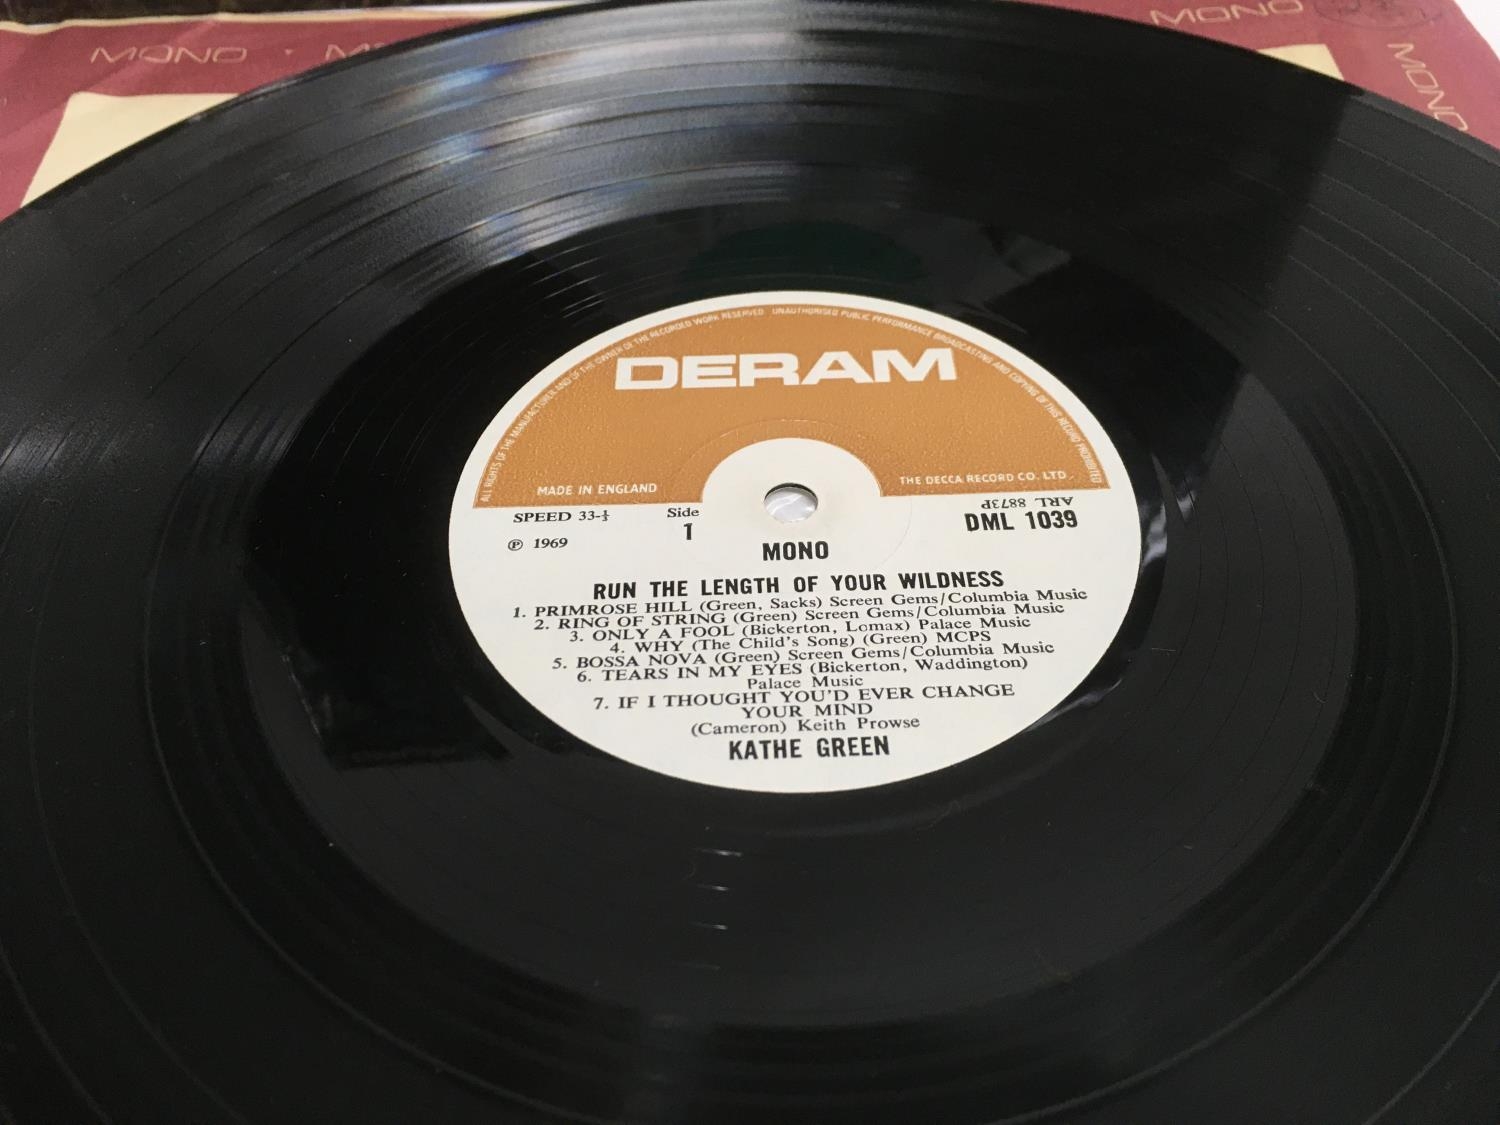 MONO · M
MONO
MONO
ALL RIGHTS OF THE MANUFACTURER AND OF THE OWNER OF THE RECORDED WORK RESERVED UNAUTHORISED PUBLIC PERFORMANCE BROADCASTING AND COPYING OF THIS RECORD PROHIBITED
DERAM
MADE IN ENGLAND
THE DECCA RECORD CO. LTD.
SPEED 33-⅓
Side
1
ARL 8873P
DML 1039
℗ 1969
MONO
RUN THE LENGTH OF YOUR WILDNESS
1. PRIMROSE HILL (Green, Sacks) Screen Gems/Columbia Music
2. RING OF STRING (Green) Screen Gems/Columbia Music
3. ONLY A FOOL (Bickerton, Lomax) Palace Music
4. WHY (The Child's Song) (Green) MCPS
5. BOSSA NOVA (Green) Screen Gems/Columbia Music
6. TEARS IN MY EYES (Bickerton, Waddington)
Palace Music
7. IF I THOUGHT YOU'D EVER CHANGE
YOUR MIND
(Cameron) Keith Prowse
KATHE GREEN